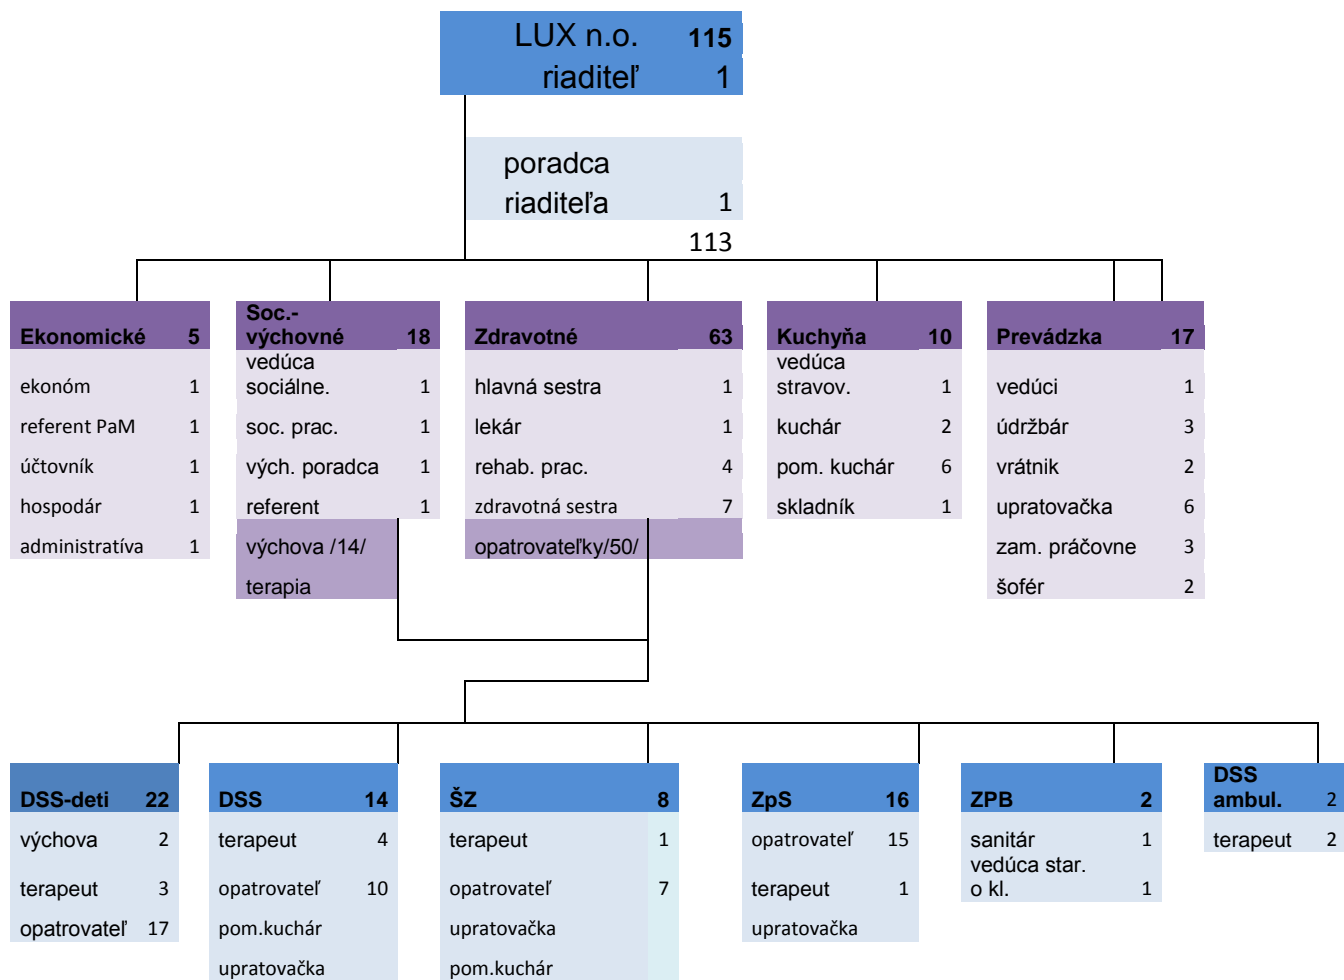 LUX n.o. 115
riaditeľ 1
poradca
riaditeľa 1
113
Ekonomické 5
ekonóm 1
referent PaM 1
účtovník 1
hospodár 1
administratíva 1
Soc.-
výchovné 18
vedúca
sociálne. 1
soc. prac. 1
vých. poradca 1
referent 1
výchova /14/
terapia
Zdravotné 63
hlavná sestra 1
lekár 1
rehab. prac. 4
zdravotná sestra 7
opatrovateľky/50/
Kuchyňa 10
vedúca
stravov. 1
kuchár 2
pom. kuchár 6
skladník 1
Prevádzka 17
vedúci 1
údržbár 3
vrátnik 2
upratovačka 6
zam. práčovne 3
šofér 2
DSS-deti 22
výchova 2
terapeut 3
opatrovateľ 17
DSS 14
terapeut 4
opatrovateľ 10
pom.kuchár
upratovačka
ŠZ 8
terapeut 1
opatrovateľ 7
upratovačka
pom.kuchár
ZpS 16
opatrovateľ 15
terapeut 1
upratovačka
ZPB 2
sanitár 1
vedúca star.
o kl. 1
DSS
ambul. 2
terapeut 2